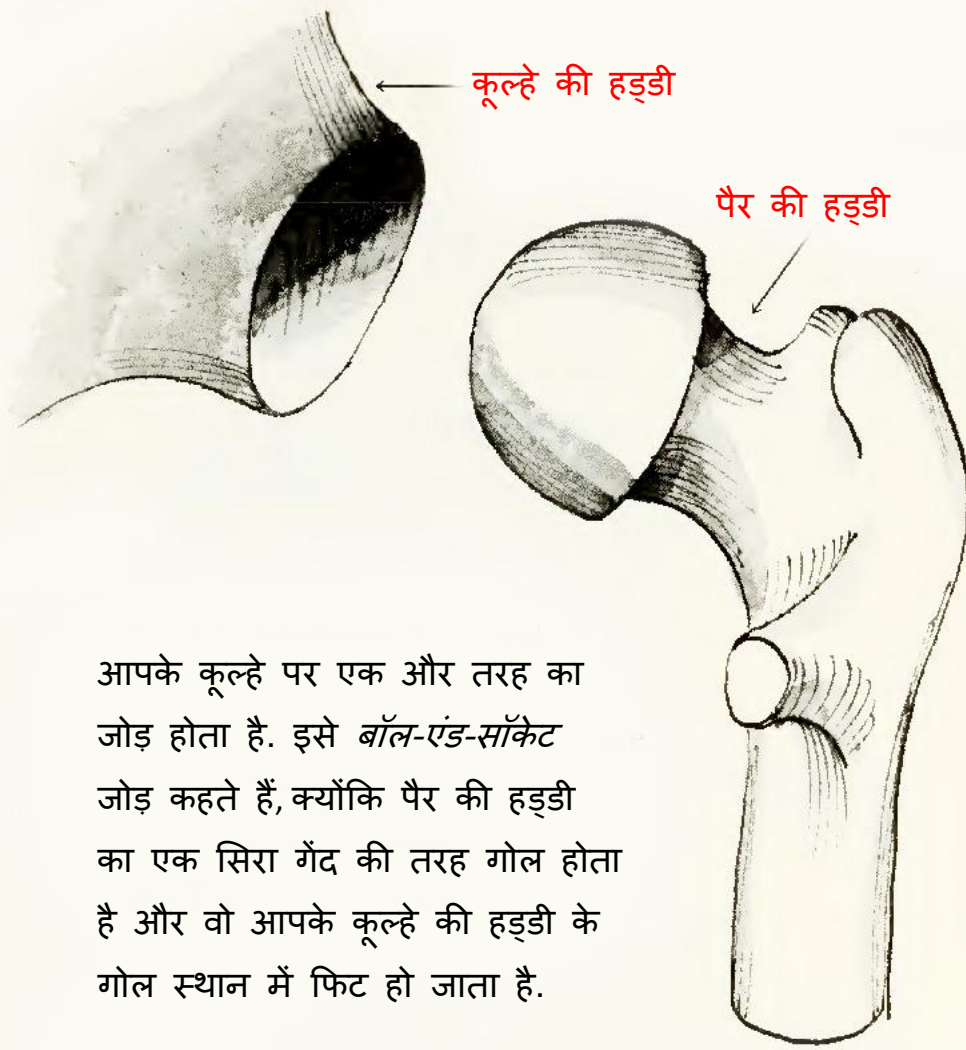 कूल्हे की हड्डी
पैर की हड्डी
आपके कूल्हे पर एक और तरह का
जोड़ होता है. इसे बॉल-एंड-सॉकेट
जोड़ कहते हैं, क्योंकि पैर की हड्डी
का एक सिरा गेंद की तरह गोल होता
है और वो आपके कूल्हे की हड्डी के
गोल स्थान में फिट हो जाता है.